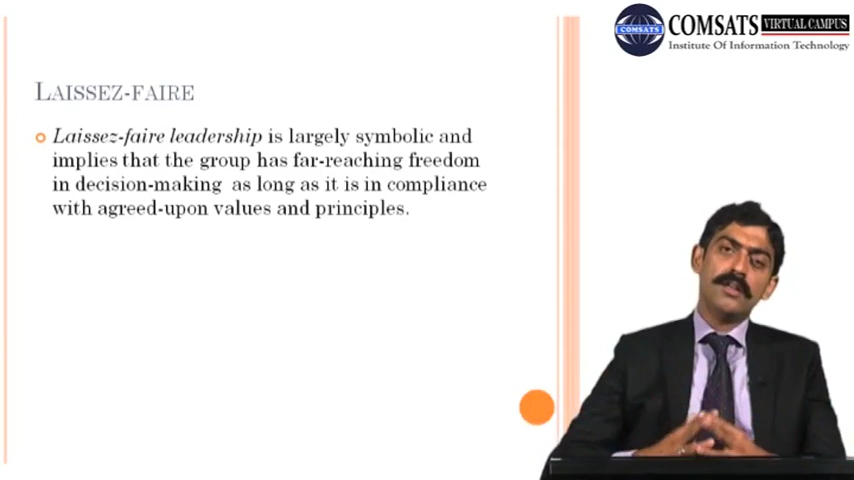 COMSATS VIRTUAL CAMPUS
COMSATS
Institute Of Information Technology
LAISSEZ-FAIRE
Laissez-faire leadership is largely symbolic and
implies that the group has far-reaching freedom
in decision-making as long as it is in compliance
with agreed-upon values and principles.